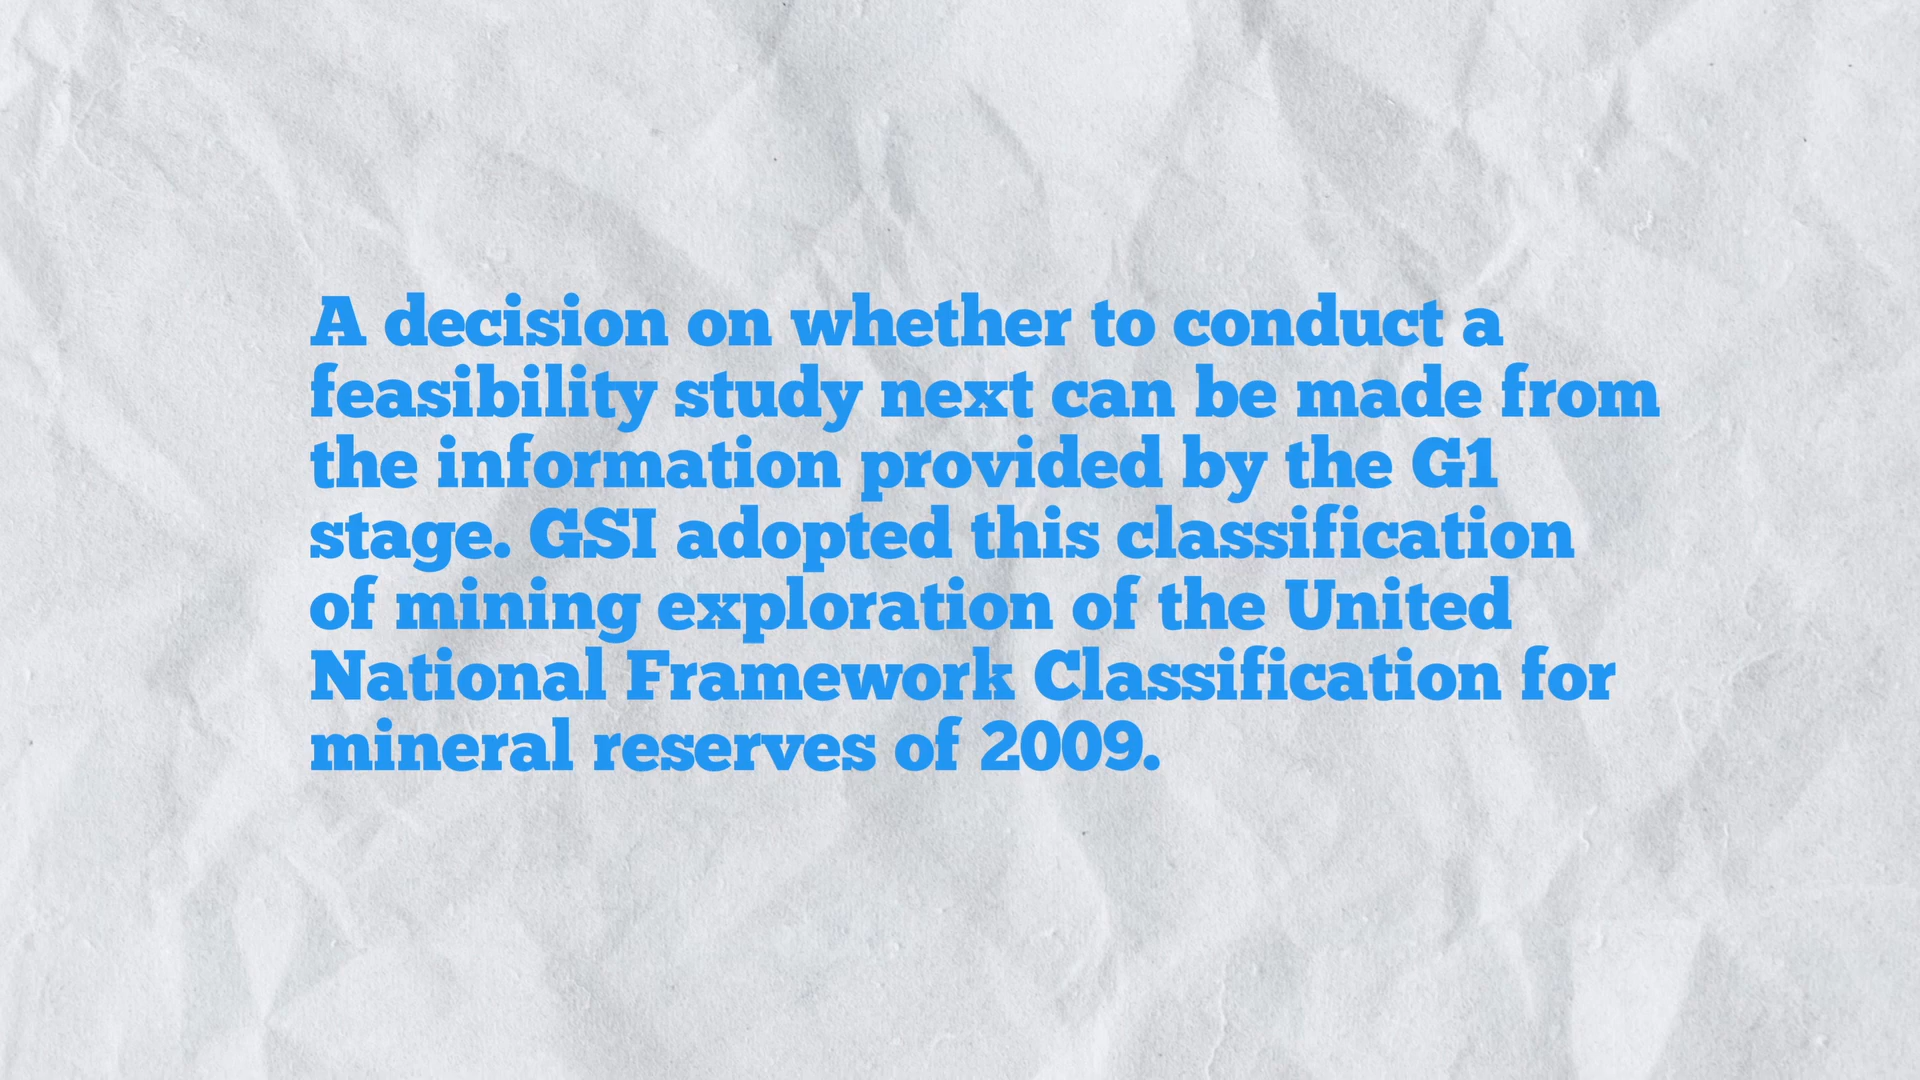 A decision on whether to conduct a
feasibility study next can be made from
the information provided by the G1
stage. GSI adopted this classification
of mining exploration of the United
National Framework Classification for
mineral reserves of 2009.